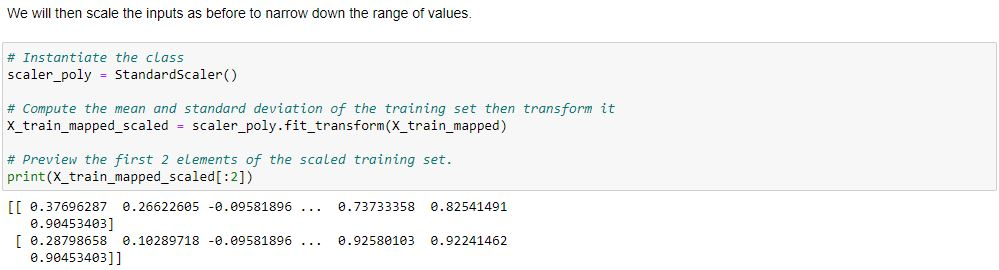 We will then scale the inputs as before to narrow down the range of values.
# Instantiate the class
scaler_poly = StandardScaler()
# Compute the mean and standard deviation of the training set then transform it
X_train_mapped_scaled = scaler_poly.fit_transform(X_train_mapped)
# Preview the first 2 elements of the scaled training set.
print(X_train_mapped_scaled[:2])
[[ 0.37696287  0.26622605 -0.09581896 ...  0.73733358  0.82541491
   0.90453403]
 [ 0.28798658  0.10289718 -0.09581896 ...  0.92580103  0.92241462
   0.90453403]]